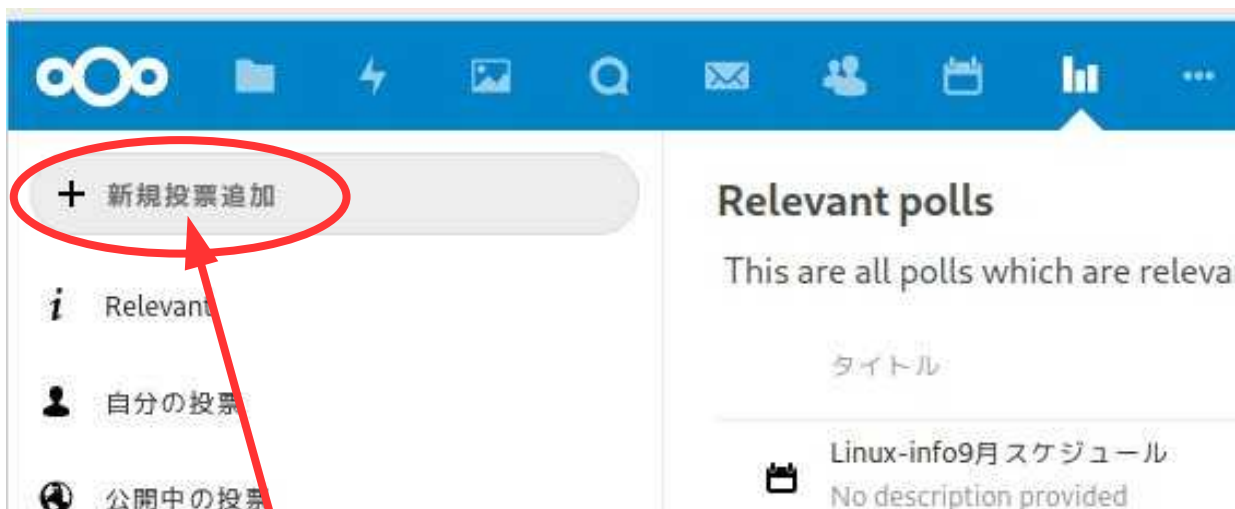 新規投票追加
Relevant
自分の投票
公開中の投票
Relevant polls
This are all polls which are releva
タイトル
Linux-info9月スケジュール
No description provided